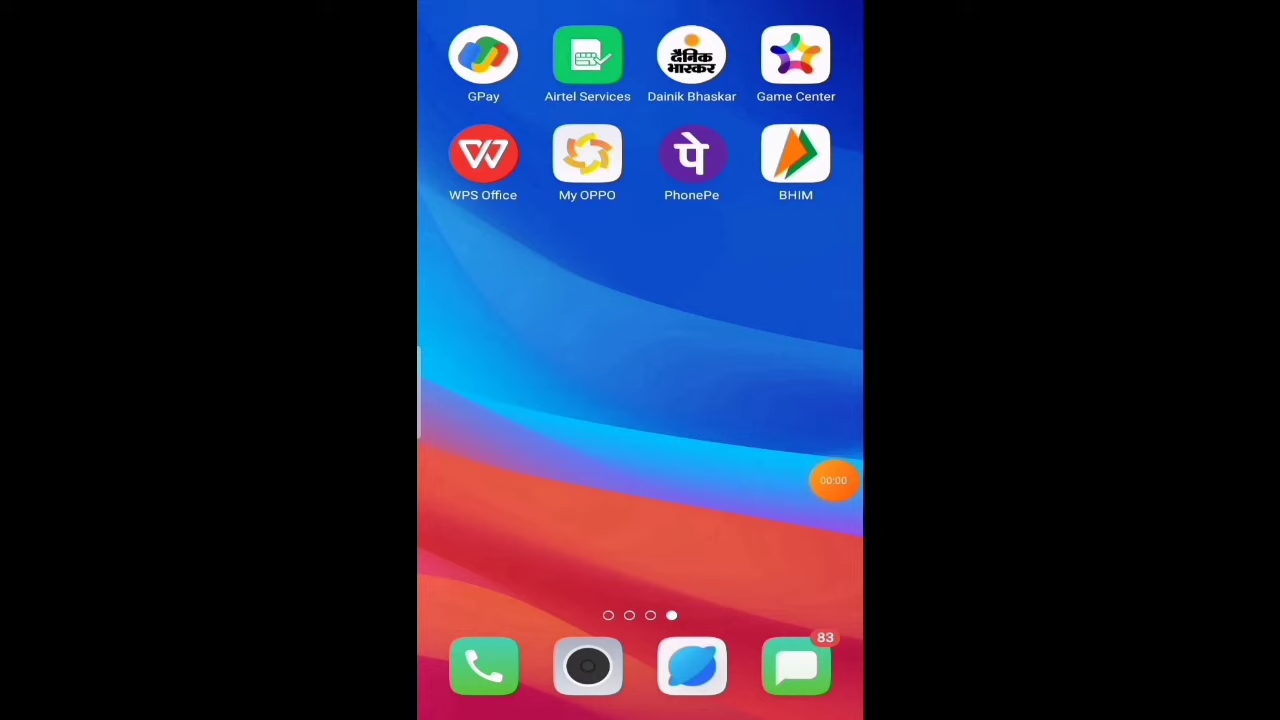 दैनिक
भास्कर
GPay
Airtel Services
Dainik Bhaskar
Game Center
पे
WPS Office
My OPPO
PhonePe
BHIM
00:00
83